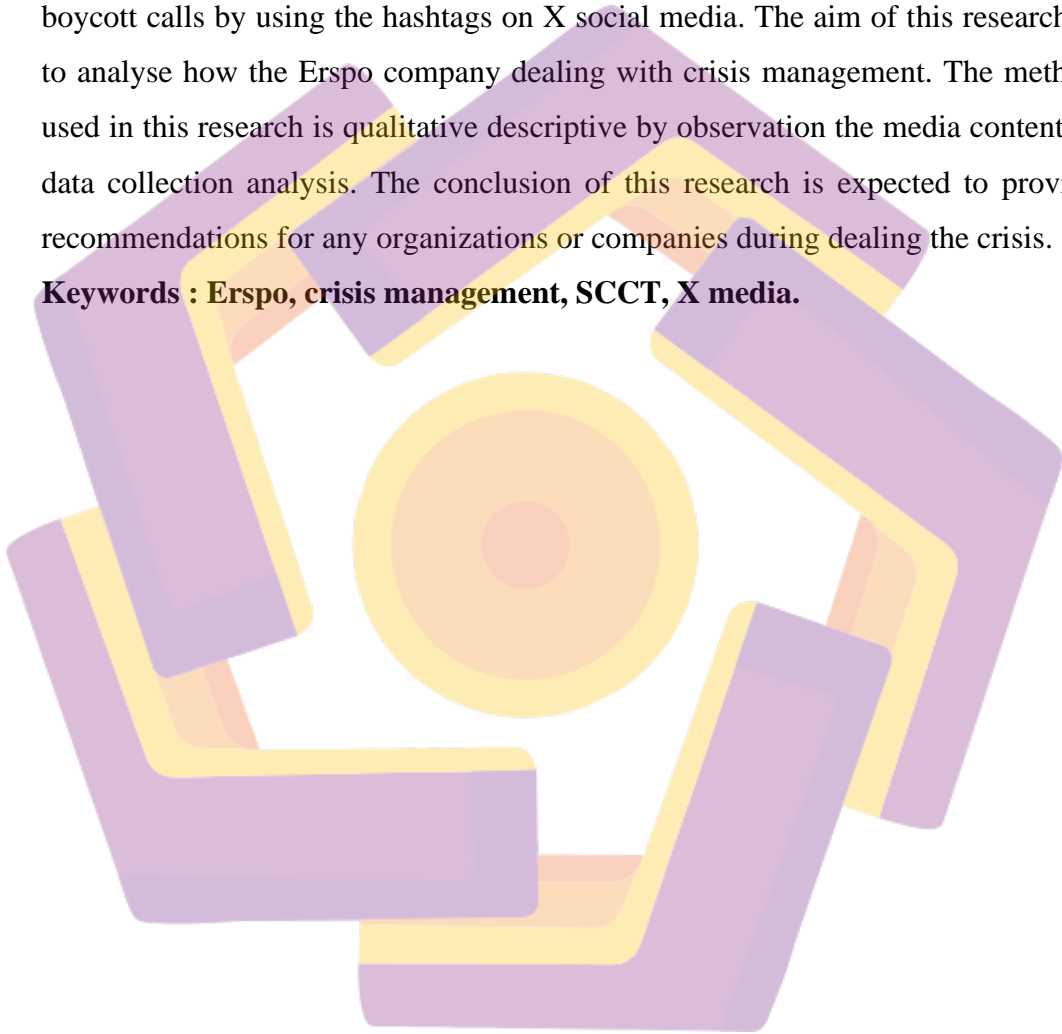 boycott calls by using the hashtags on X social media. The aim of this research
to analyse how the Erspo company dealing with crisis management. The meth
used in this research is qualitative descriptive by observation the media content
data collection analysis. The conclusion of this research is expected to provi
recommendations for any organizations or companies during dealing the crisis.
Keywords : Erspo, crisis management, SCCT, X media.